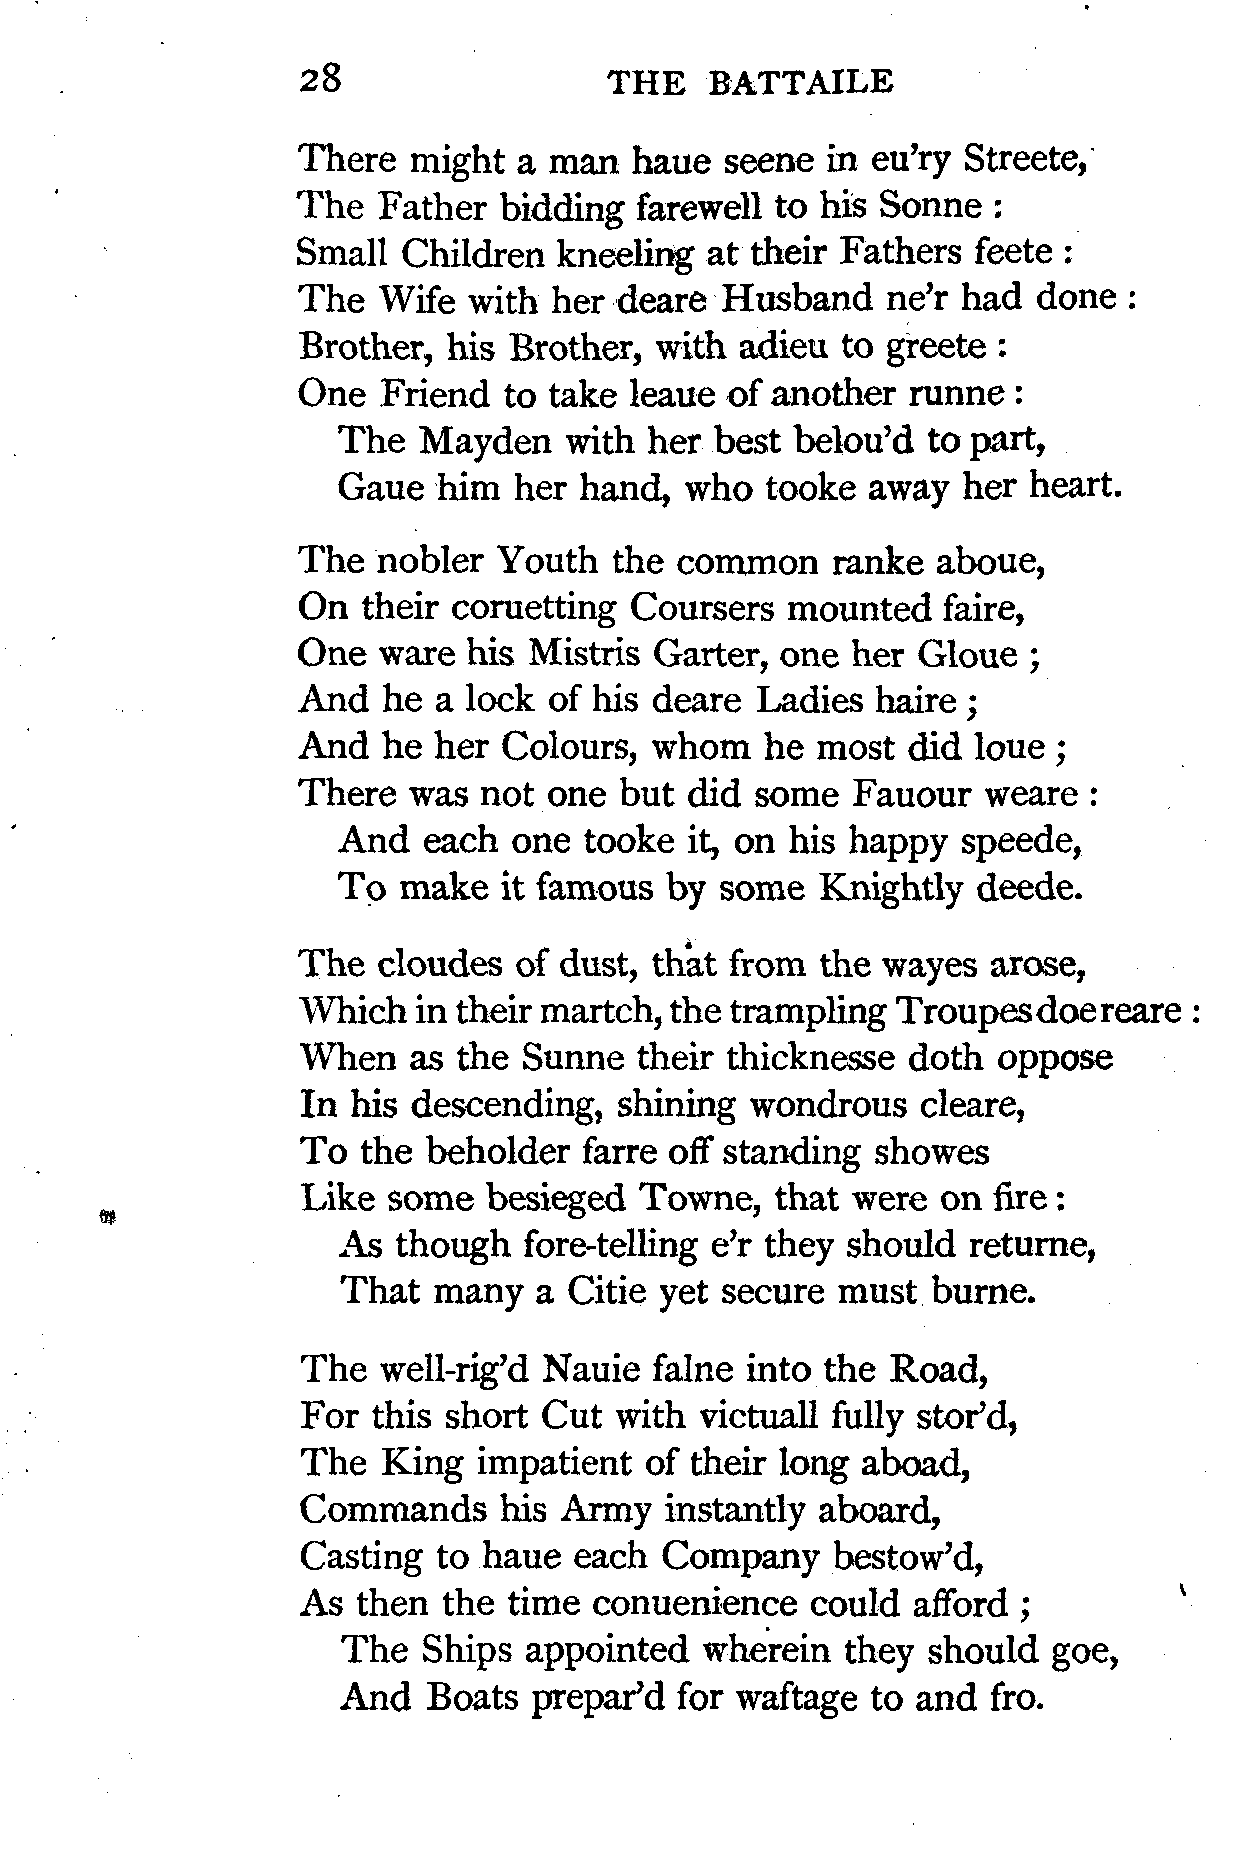 28 THE BATTAILE
There might a man haue seene in eu'ry Streete,
The Father bidding farewell to his Sonne :
Small Children kneeling at their Fathers feete :
The Wife with her deare Husband ne'r had done :
Brother, his Brother, with adieu to greete :
One Friend to take leaue of another runne :
The Mayden with her best belou'd to part,
Gaue him her hand, who tooke away her heart.
The nobler Youth the common ranke aboue,
On their coruetting Coursers mounted faire,
One ware his Mistris Garter, one her Gloue ;
And he a lock of his deare Ladies haire ;
And he her Colours, whom he most did loue ;
There was not one but did some Fauour weare :
And each one tooke it, on his happy speede,
To make it famous by some Knightly deede.
The cloudes of dust, that from the wayes arose,
Which in their martch, the trampling Troupes doe reare :
When as the Sunne their thicknesse doth oppose
In his descending, shining wondrous cleare,
To the beholder farre off standing showes
Like some besieged Towne, that were on fire :
As though fore-telling e'r they should returne,
That many a Citie yet secure must burne.
The well-rig'd Nauie falne into the Road,
For this short Cut with victuall fully stor'd,
The King impatient of their long aboad,
Commands his Army instantly aboard,
Casting to haue each Company bestow'd,
As then the time conuenience could afford ;
The Ships appointed wherein they should goe,
And Boats prepar'd for waftage to and fro.